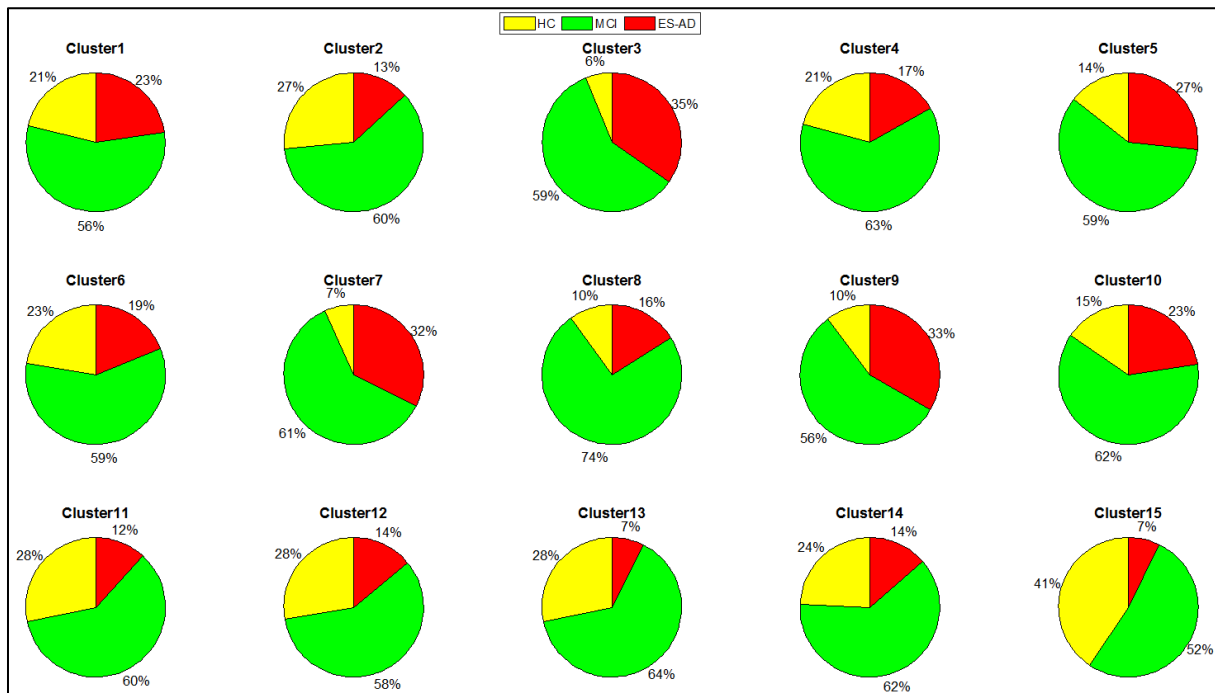 HC MCI ES-AD
Cluster1 Cluster2 Cluster3 Cluster4 Cluster5
21% 23% 56%
27% 13% 60%
6% 35% 59%
21% 17% 63%
14% 27% 59%
Cluster6 Cluster7 Cluster8 Cluster9 Cluster10
23% 19% 59%
7% 32% 61%
10% 16% 74%
10% 33% 56%
15% 23% 62%
Cluster11 Cluster12 Cluster13 Cluster14 Cluster15
28% 12% 60%
28% 14% 58%
28% 7% 64%
24% 14% 62%
41% 7% 52%